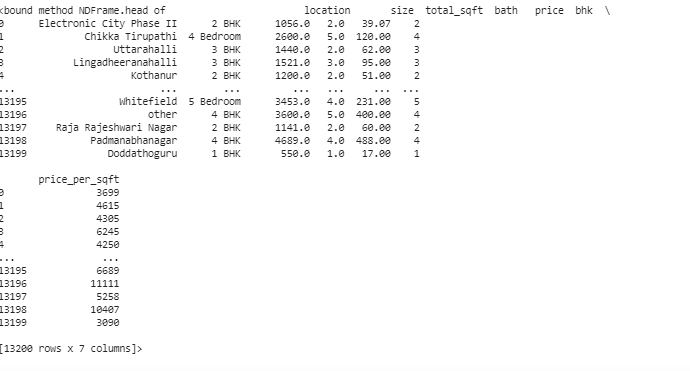 <bound method NDFrame.head of                      location       size  total_sqft  bath   price  bhk  \
0      Electronic City Phase II      2 BHK      1056.0   2.0   39.07    2
1              Chikka Tirupathi  4 Bedroom      2600.0   5.0  120.00    4
2                   Uttarahalli      3 BHK      1440.0   2.0   62.00    3
3            Lingadheeranahalli      3 BHK      1521.0   3.0   95.00    3
4                      Kothanur      2 BHK      1200.0   2.0   51.00    2
...                         ...        ...         ...   ...     ...  ...
13195                Whitefield  5 Bedroom      3453.0   4.0  231.00    5
13196                     other      4 BHK      3600.0   5.0  400.00    4
13197     Raja Rajeshwari Nagar      2 BHK      1141.0   2.0   60.00    2
13198           Padmanabhanagar      4 BHK      4689.0   4.0  488.00    4
13199              Doddathoguru      1 BHK       550.0   1.0   17.00    1
       price_per_sqft
0                3699
1                4615
2                4305
3                6245
4                4250
...               ...
13195            6689
13196           11111
13197            5258
13198           10407
13199            3090
[13200 rows x 7 columns]>